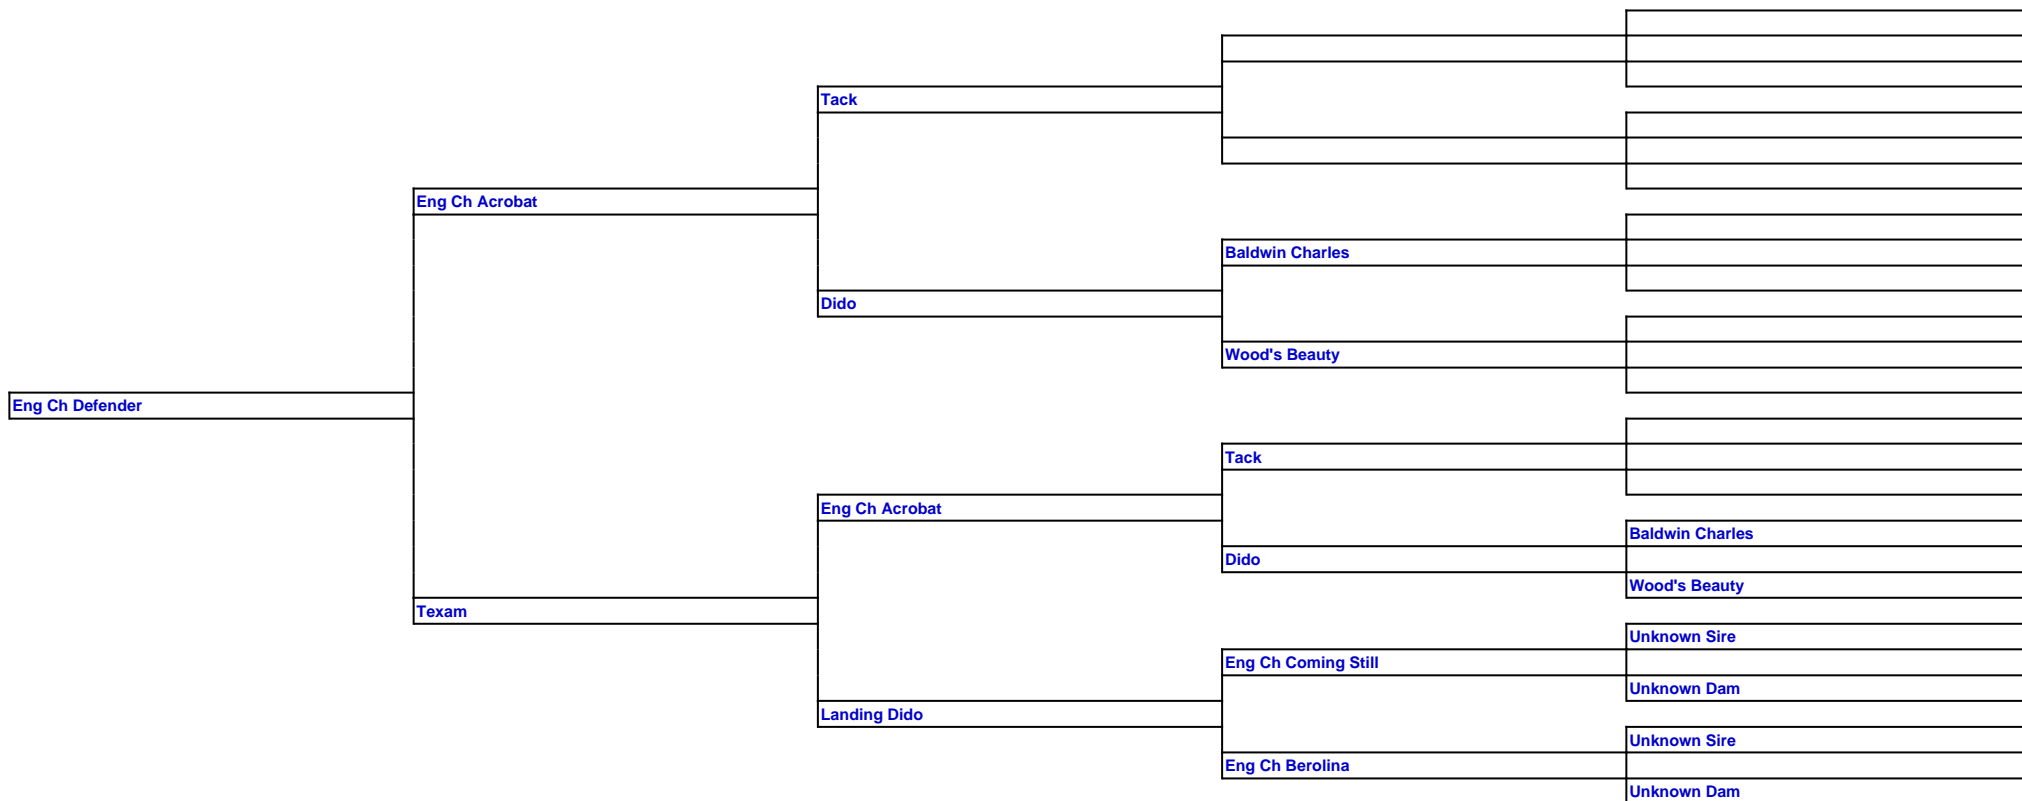 Tack
Eng Ch Acrobat
Baldwin Charles
Dido
Wood's Beauty
Eng Ch Defender
Tack
Eng Ch Acrobat
Baldwin Charles
Dido
Wood's Beauty
Texam
Unknown Sire
Eng Ch Coming Still
Unknown Dam
Landing Dido
Unknown Sire
Eng Ch Berolina
Unknown Dam